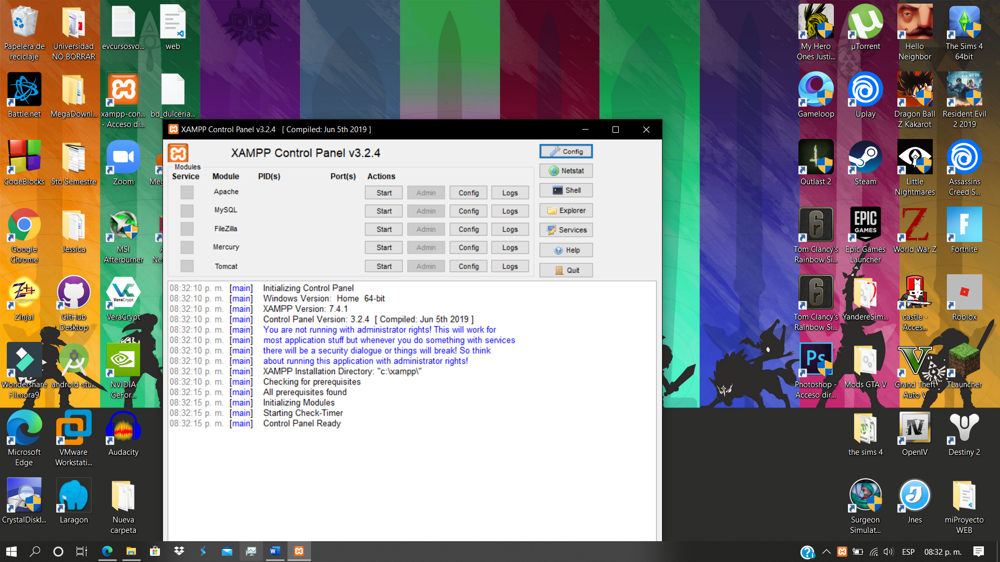 Papelera de
reciclaje
Universidad
NO BORRAR
evcursosvo...
web
My Hero
Ones Justi...
µTorrent
Hello
Neighbor
The Sims 4
64bit
Battle.net
MegaDownl...
xampp-con...
- Acceso di...
bd_dulceria...
Gameloop
Uplay
Dragon Ball
Z Kakarot
Resident Evil
2 2019
XAMPP Control Panel v3.2.4 [ Compiled: Jun 5th 2019 ]
XAMPP Control Panel v3.2.4
Config
Modules
Netstat
Service Module PID(s) Port(s) Actions
Apache Start Admin Config Logs
Shell
MySQL Start Admin Config Logs
Explorer
FileZilla Start Admin Config Logs
Services
Mercury Start Admin Config Logs
Help
Tomcat Start Admin Config Logs
Quit
08:32:10 p. m. [main] Initializing Control Panel
08:32:10 p. m. [main] Windows Version: Home 64-bit
08:32:10 p. m. [main] XAMPP Version: 7.4.1
08:32:10 p. m. [main] Control Panel Version: 3.2.4 [ Compiled: Jun 5th 2019 ]
08:32:10 p. m. [main] You are not running with administrator rights! This will work for
08:32:10 p. m. [main] most application stuff but whenever you do something with services
08:32:10 p. m. [main] there will be a security dialogue or things will break! So think
08:32:10 p. m. [main] about running this application with administrator rights!
08:32:10 p. m. [main] XAMPP Installation Directory: "c:\xampp\"
08:32:10 p. m. [main] Checking for prerequisites
08:32:15 p. m. [main] All prerequisites found
08:32:15 p. m. [main] Initializing Modules
08:32:15 p. m. [main] Starting Check-Timer
08:32:15 p. m. [main] Control Panel Ready
CodeBlocks
5to Semestre
Zoom
Outlast 2
Steam
Little
Nightmares
Assassins
Creed S...
Google
Chrome
Jessica
MSI
Afterburner
EPIC
GAMES
Tom Clancy's
Rainbow Si...
Epic Games
Launcher
World War Z
Fortnite
Zinjal
GitHub
Desktop
VeraCrypt
VeraCrypt
Tom Clancy's
Rainbow Si...
YandereSim...
castle -
Acces...
Roblox
Wondershare
Filmora9
android-stu...
NVIDIA
GeFor...
Ps
Photoshop -
Acceso dir...
Mods GTA V
Grand Theft
Auto V
TLauncher
Microsoft
Edge
VMware
Workstati...
Audacity
the sims 4
OpenIV
Destiny 2
CrystalDiskI...
Laragon
Nueva
carpeta
Surgeon
Simulat...
Jnes
miProyecto
WEB
ESP
08:32 p. m.